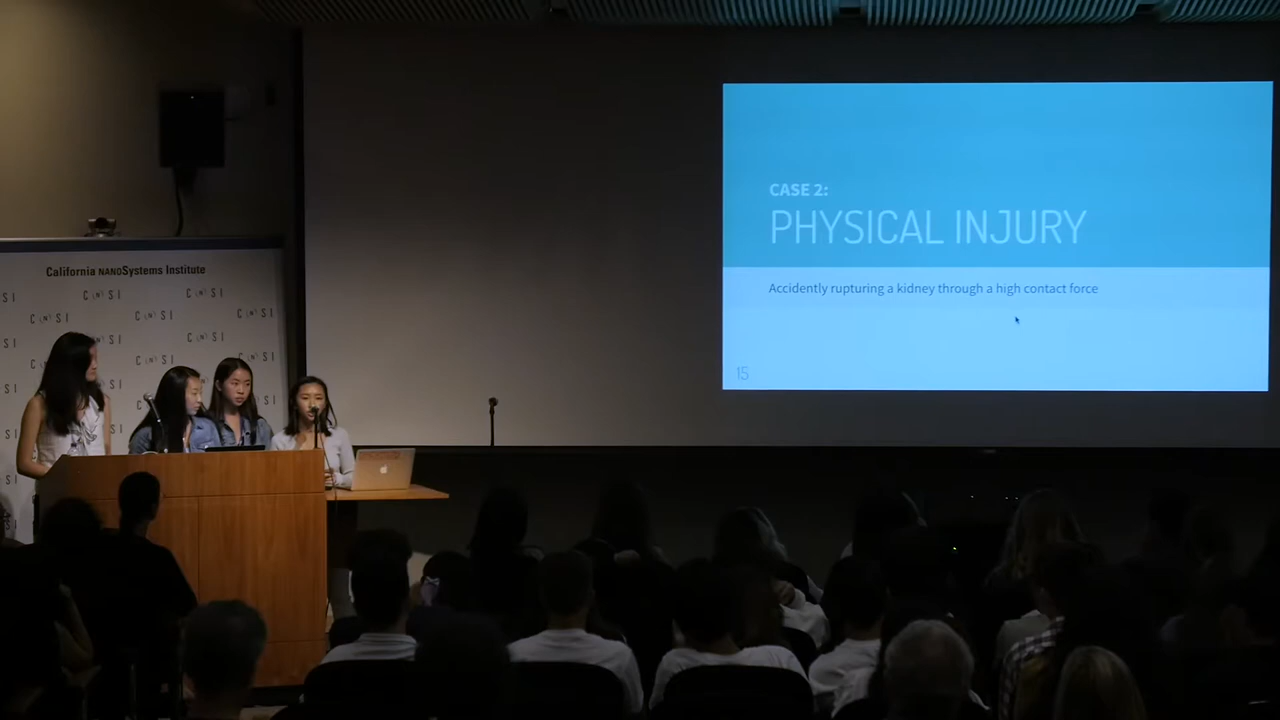 CASE 2:
PHYSICAL INJURY
Accidently rupturing a kidney through a high contact force
15
California NANOSystems Institute
S I C (N) S I C (N) S I
C (N) S I C (N) S I C (N) S I
S I C (N) S I
C (N) S I C (N) S I